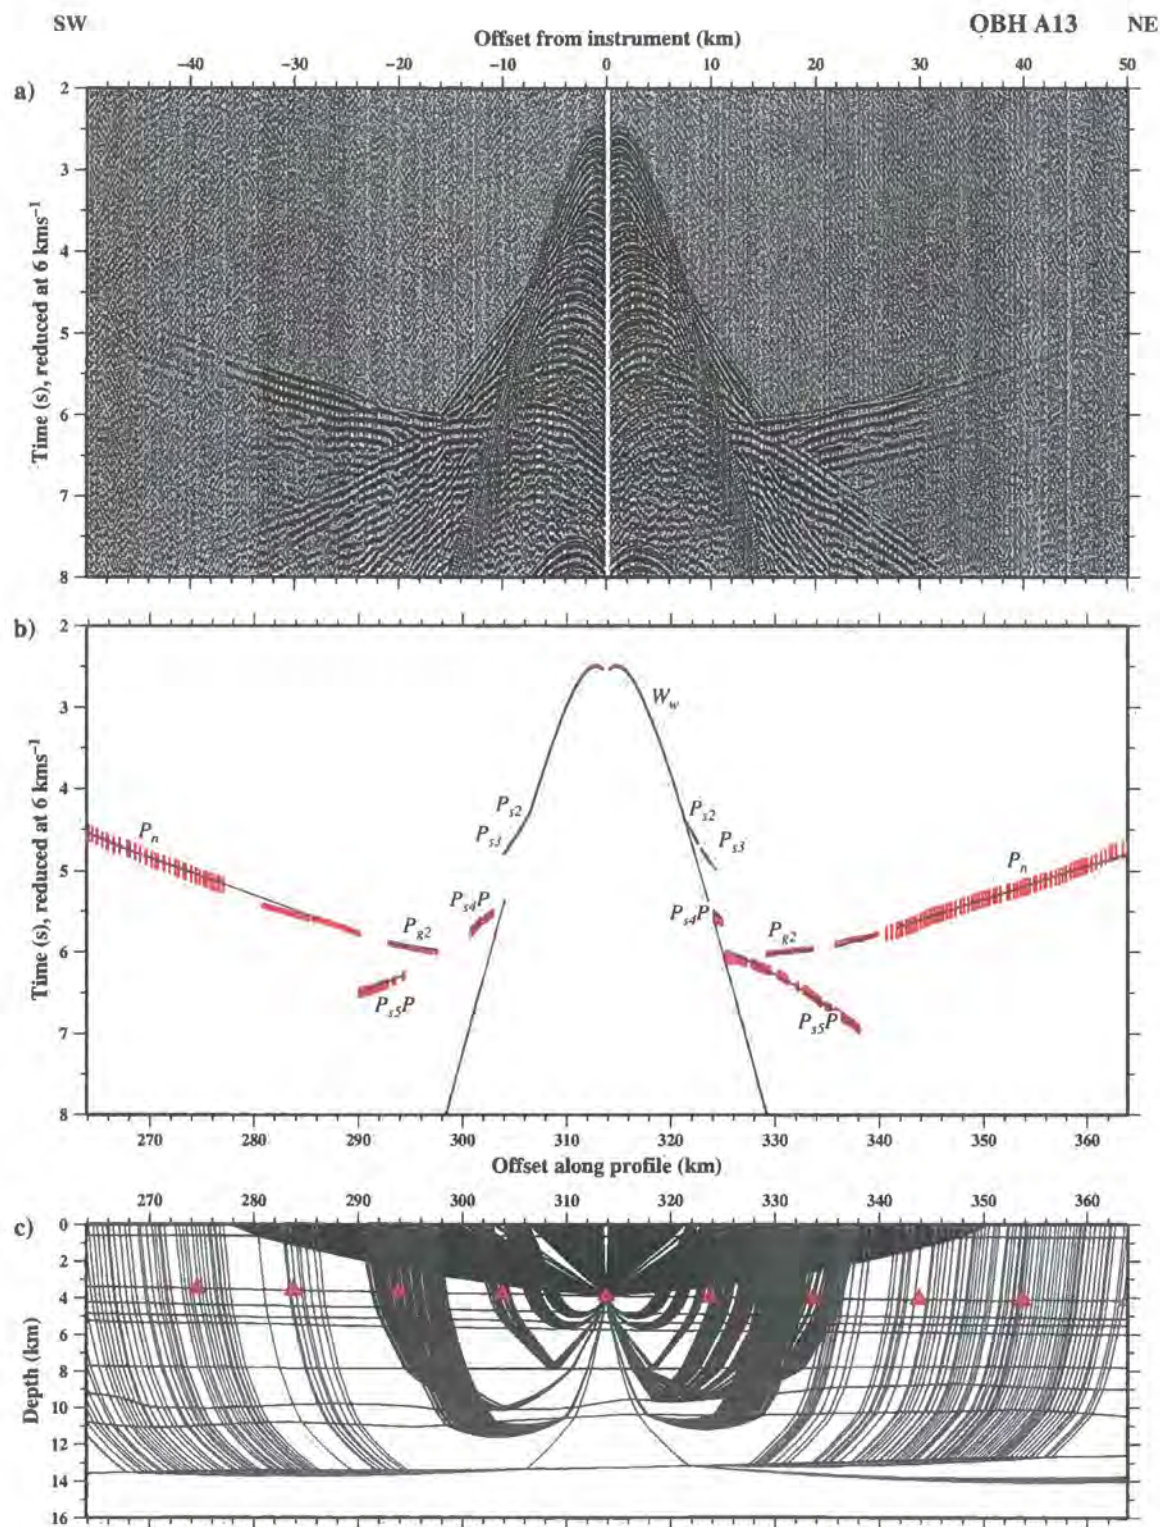 SW OBH A13 NE
Offset from instrument (km)
-40 -30 -20 -10 0 10 20 30 40 50
a)
2
3
4
5
6
7
8
Time (s), reduced at 6 kms⁻¹
b)
2
3
4
5
6
7
8
Time (s), reduced at 6 kms⁻¹
W_w
P_s2 P_s2
P_s3 P_s3
P_n P_n
P_s4P P_s4P
P_g2 P_g2
P_s5P P_s5P
270 280 290 300 310 320 330 340 350 360
Offset along profile (km)
270 280 290 300 310 320 330 340 350 360
c)
0
2
4
6
8
10
12
14
16
Depth (km)